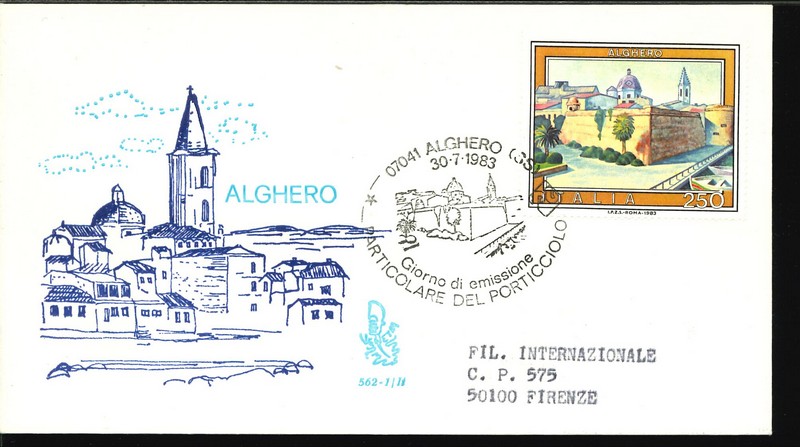 ALGHERO
ALGHERO
ITALIA
250
I.P.Z.S.-ROMA-1983
07041 ALGHERO (SS)
30-7-1983
Giorno di emissione
PARTICOLARE DEL PORTICCIOLO
562-I/It
FIL. INTERNAZIONALE
C. P. 575
50100 FIRENZE